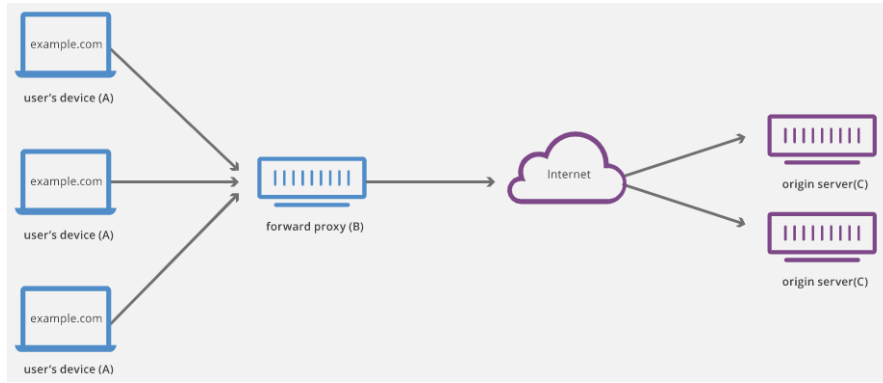 example.com
user's device (A)
example.com
user's device (A)
example.com
user's device (A)
forward proxy (B)
Internet
origin server(C)
origin server(C)